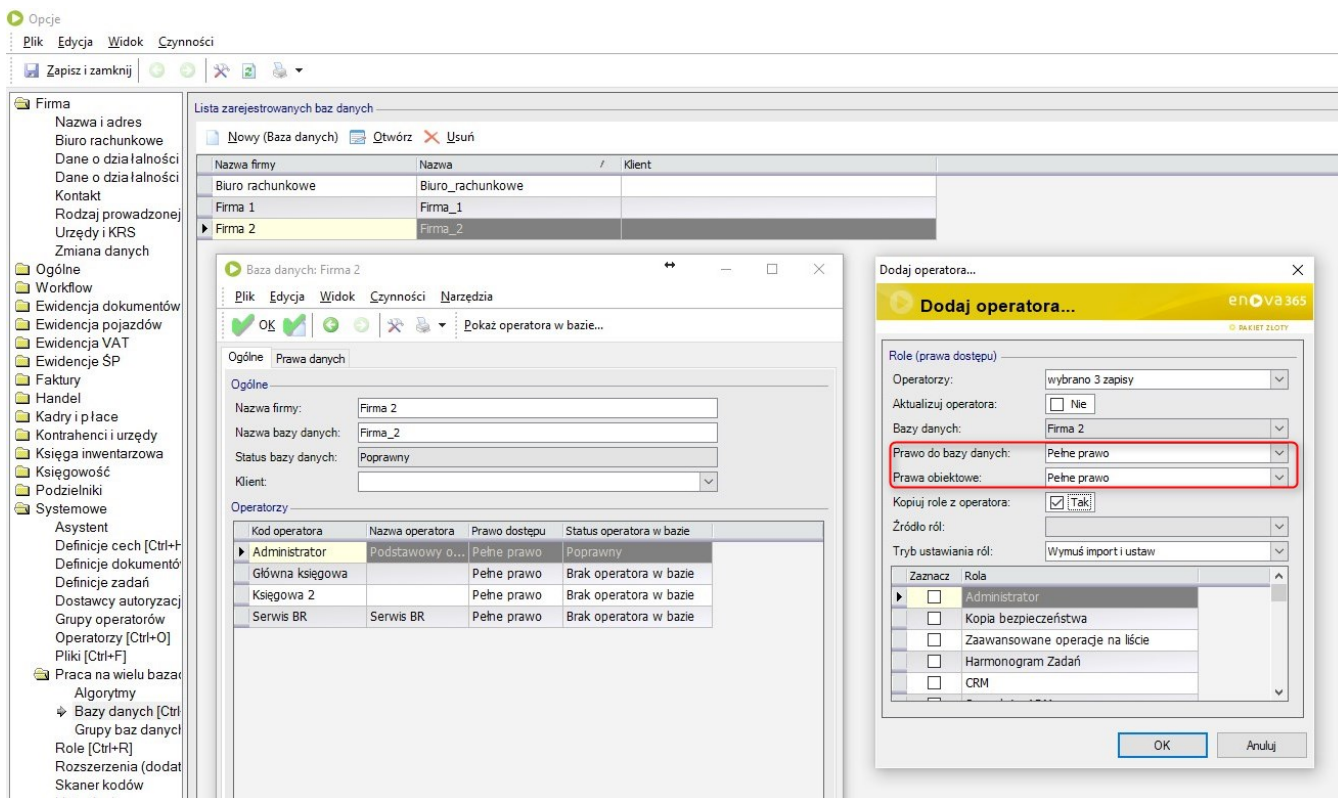 Opcje
Plik Edycja Widok Czynności
Zapisz i zamknij
Firma
Nazwa i adres
Biuro rachunkowe
Dane o działalności
Dane o działalności
Kontakt
Rodzaj prowadzonej
Urzędy i KRS
Zmiana danych
Ogólne
Workflow
Ewidencja dokumentów
Ewidencja pojazdów
Ewidencja VAT
Ewidencje ŚP
Faktury
Handel
Kadry i płace
Kontrahenci i urzędy
Księga inwentarzowa
Księgowość
Podzielniki
Systemowe
Asystent
Definicje cech [Ctrl+H
Definicje dokumentó
Definicje zadań
Dostawcy autoryzacj
Grupy operatorów
Operatorzy [Ctrl+O]
Pliki [Ctrl+F]
Praca na wielu bazac
Algorytmy
Bazy danych [Ctrl
Grupy baz danych
Role [Ctrl+R]
Rozszerzenia (dodat
Skaner kodów
Lista zarejestrowanych baz danych
Nowy (Baza danych) Otwórz Usuń
Nazwa firmy Nazwa / Klient
Biuro rachunkowe Biuro_rachunkowe
Firma 1 Firma_1
Firma 2 Firma_2
Baza danych: Firma 2
Plik Edycja Widok Czynności Narzędzia
OK Pokaż operatora w bazie...
Ogólne Prawa danych
Ogólne
Nazwa firmy: Firma 2
Nazwa bazy danych: Firma_2
Status bazy danych: Poprawny
Klient:
Operatorzy
Kod operatora Nazwa operatora Prawo dostępu Status operatora w bazie
Administrator Podstawowy o... Pełne prawo Poprawny
Główna księgowa Pełne prawo Brak operatora w bazie
Księgowa 2 Pełne prawo Brak operatora w bazie
Serwis BR Serwis BR Pełne prawo Brak operatora w bazie
Dodaj operatora...
Dodaj operatora...
enova365
PAKIET ZŁOTY
Role (prawa dostępu)
Operatorzy: wybrano 3 zapisy
Aktualizuj operatora: Nie
Bazy danych: Firma 2
Prawo do bazy danych: Pełne prawo
Prawa obiektowe: Pełne prawo
Kopiuj role z operatora: Tak
Źródło ról:
Tryb ustawiania ról: Wymuś import i ustaw
Zaznacz Rola
Administrator
Kopia bezpieczeństwa
Zaawansowane operacje na liście
Harmonogram Zadań
CRM
OK Anuluj